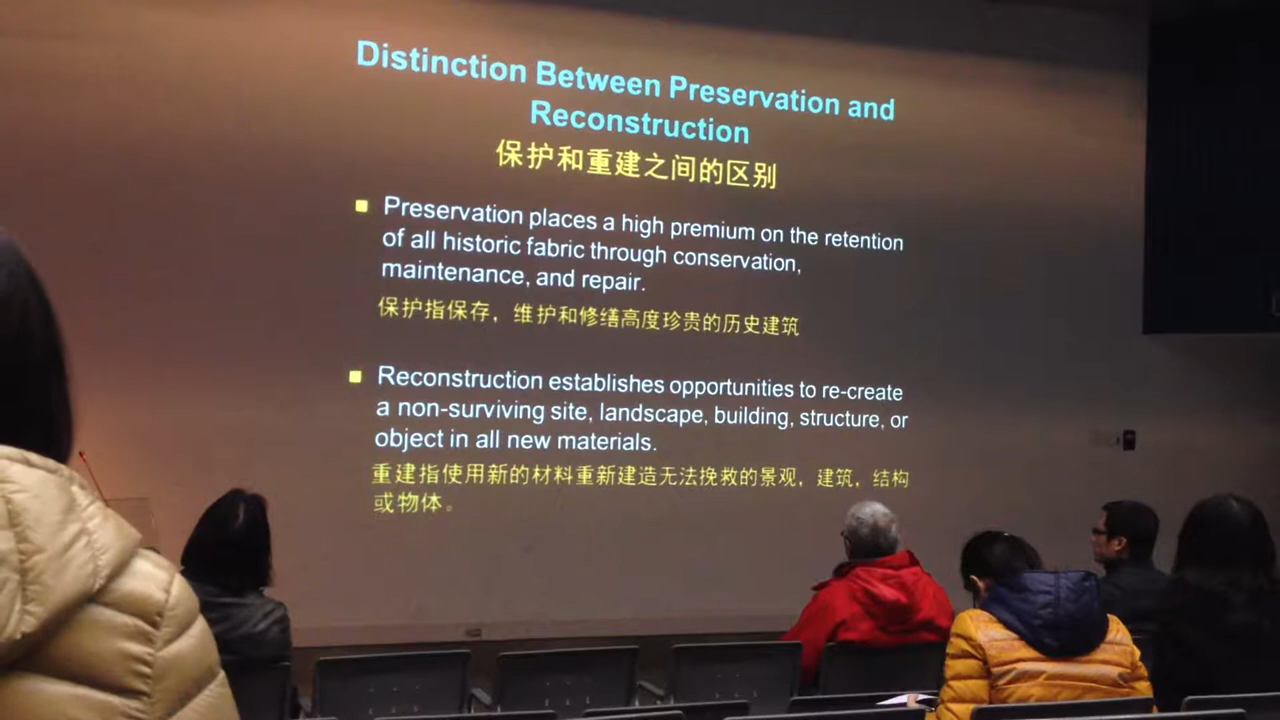 Distinction Between Preservation and
Reconstruction
保护和重建之间的区别
Preservation places a high premium on the retention
of all historic fabric through conservation,
maintenance, and repair.
保护指保存，维护和修缮高度珍贵的历史建筑
Reconstruction establishes opportunities to re-create
a non-surviving site, landscape, building, structure, or
object in all new materials.
重建指使用新的材料重新建造无法挽救的景观，建筑，结构
或物体。